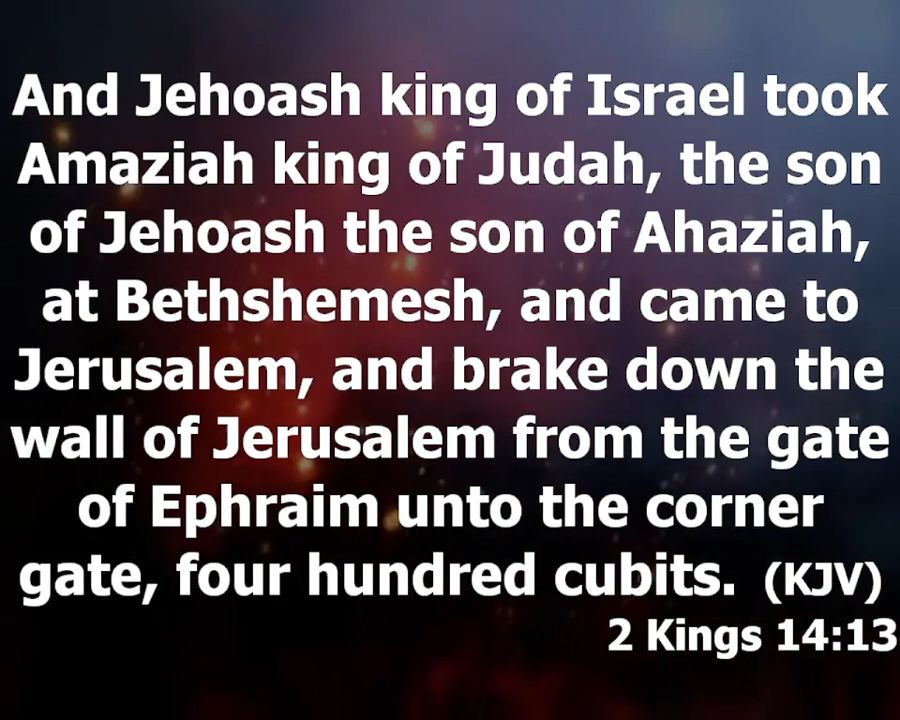 And Jehoash king of Israel took
Amaziah king of Judah, the son
of Jehoash the son of Ahaziah,
at Bethshemesh, and came to
Jerusalem, and brake down the
wall of Jerusalem from the gate
of Ephraim unto the corner
gate, four hundred cubits. (KJV)
2 Kings 14:13